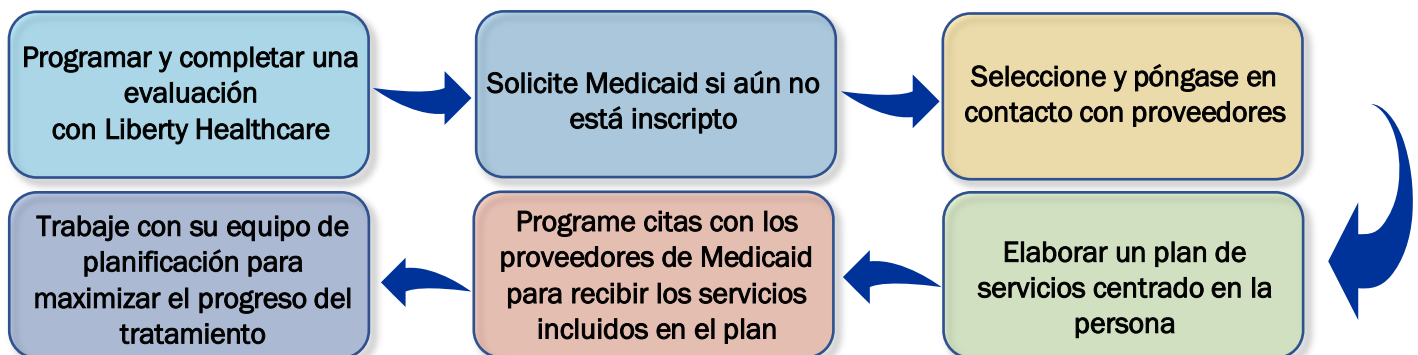 Programar y completar una
evaluación
con Liberty Healthcare
Solicite Medicaid si aún no
está inscripto
Seleccione y póngase en
contacto con proveedores
Elaborar un plan de
servicios centrado en la
persona
Programe citas con los
proveedores de Medicaid
para recibir los servicios
incluidos en el plan
Trabaje con su equipo de
planificación para
maximizar el progreso del
tratamiento